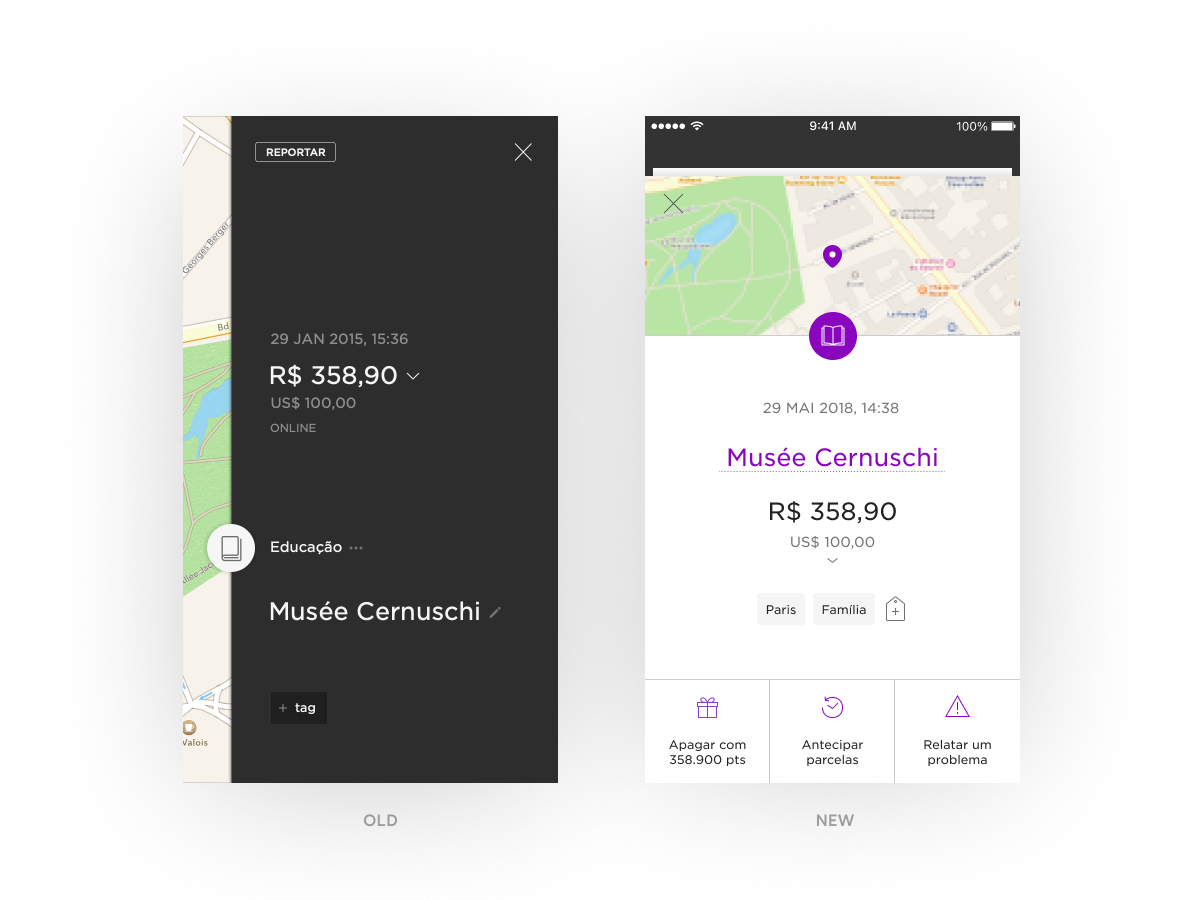 REPORTAR
Georges Berger
Bd
29 JAN 2015, 15:36
R$ 358,90
US$ 100,00
ONLINE
Educação
Musée Cernuschi
+ tag
Valois
OLD
9:41 AM
100%
29 MAI 2018, 14:38
Musée Cernuschi
R$ 358,90
US$ 100,00
Paris
Família
Apagar com
358.900 pts
Antecipar
parcelas
Relatar um
problema
NEW